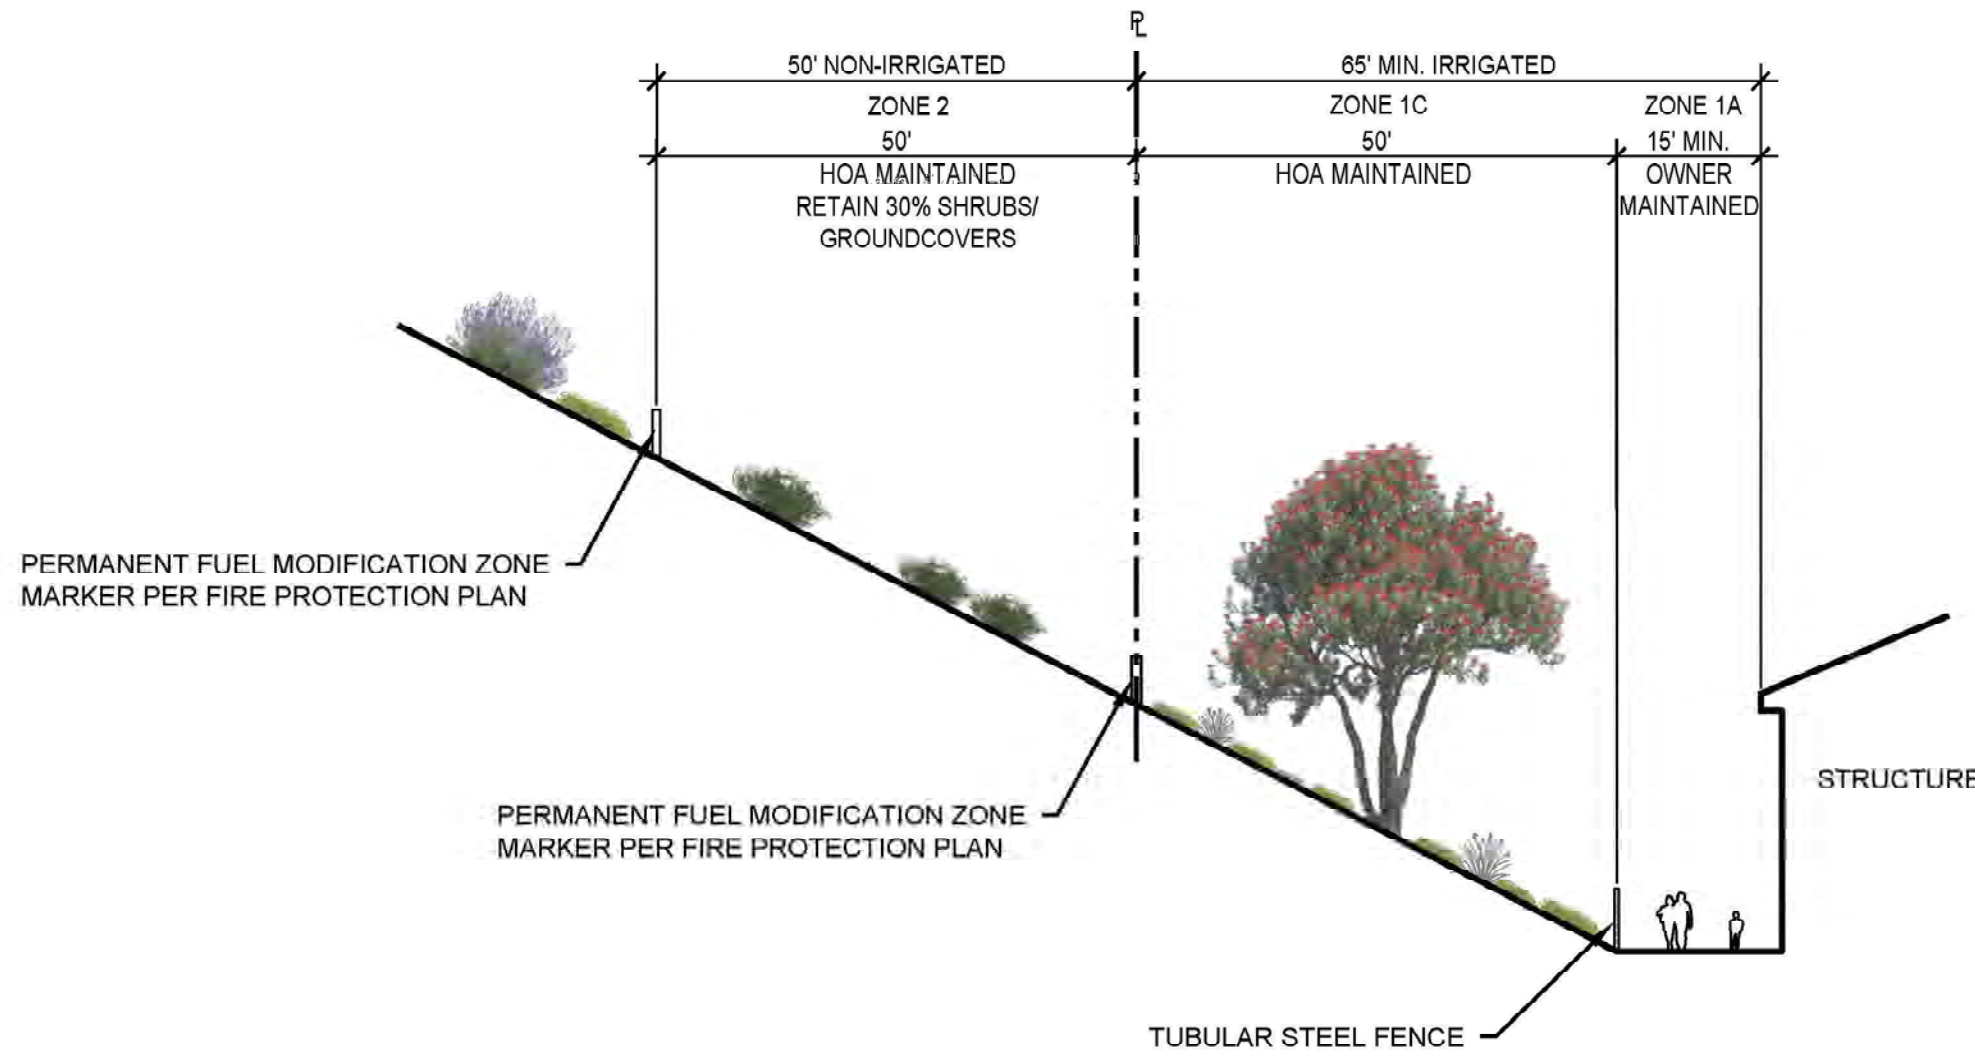 PL
50' NON-IRRIGATED
65' MIN. IRRIGATED
ZONE 2
ZONE 1C
ZONE 1A
50'
50'
15' MIN.
HOA MAINTAINED
RETAIN 30% SHRUBS/
GROUNDCOVERS
HOA MAINTAINED
OWNER
MAINTAINED
PERMANENT FUEL MODIFICATION ZONE
MARKER PER FIRE PROTECTION PLAN
STRUCTURE
PERMANENT FUEL MODIFICATION ZONE
MARKER PER FIRE PROTECTION PLAN
TUBULAR STEEL FENCE